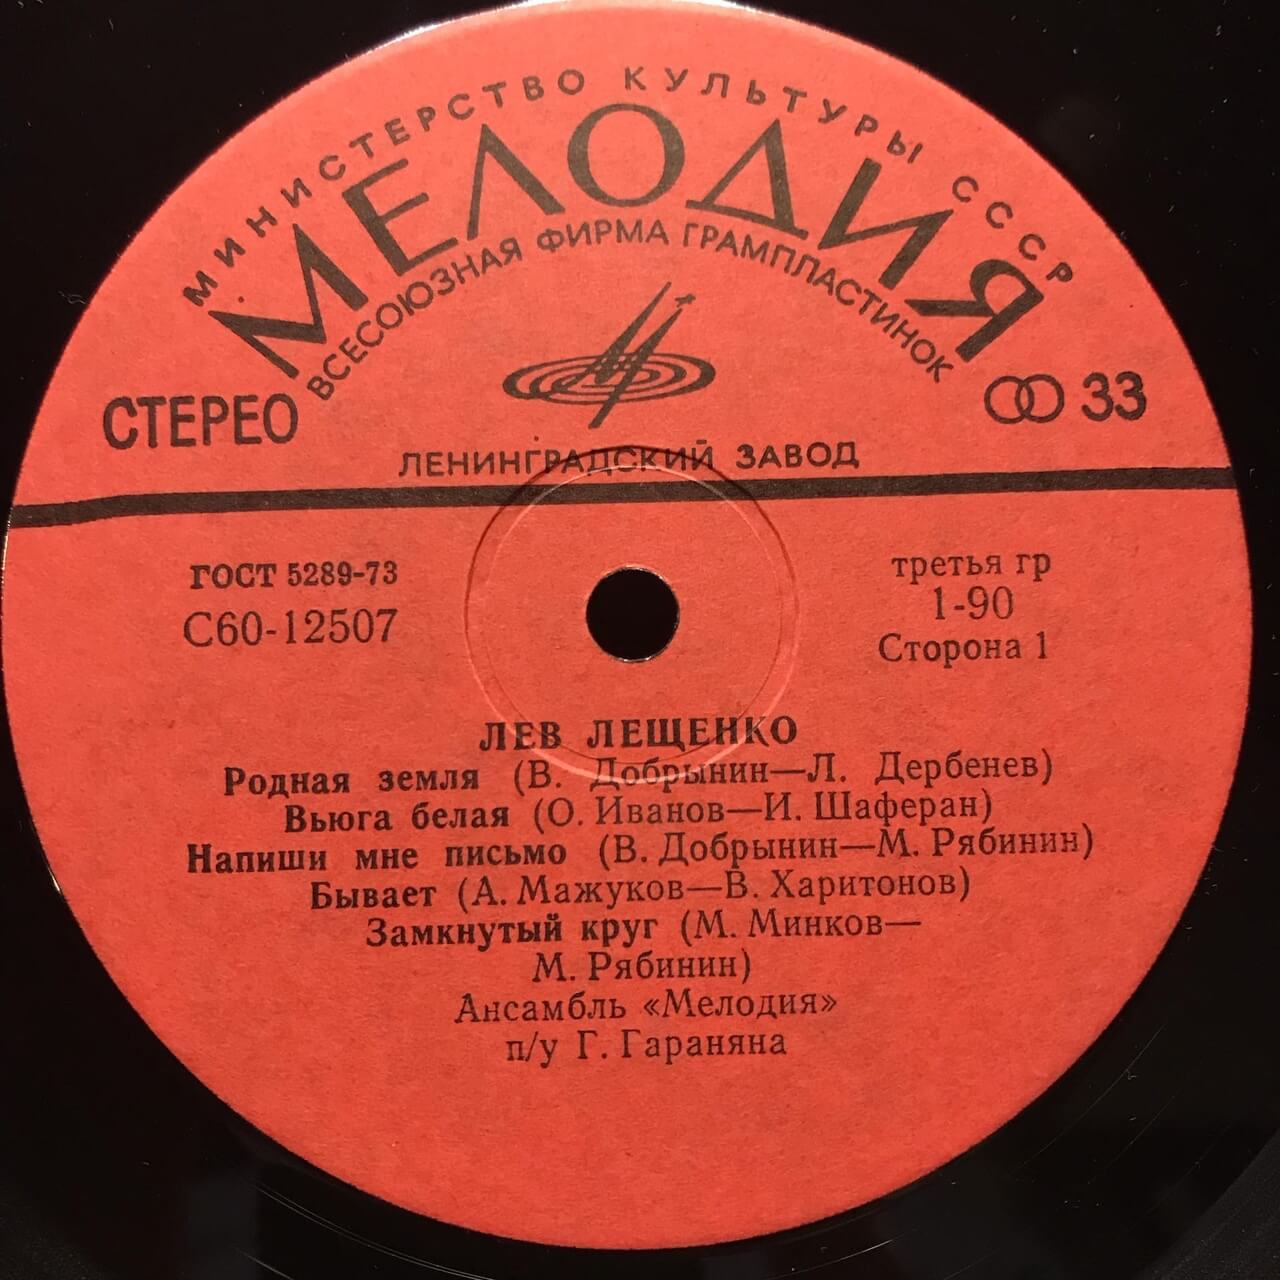 МИНИСТЕРСТВО КУЛЬТУРЫ СССР
МЕЛОДИЯ
ВСЕСОЮЗНАЯ ФИРМА ГРАМПЛАСТИНОК
СТЕРЕО
33
ЛЕНИНГРАДСКИЙ ЗАВОД
ГОСТ 5289-73
С60-12507
третья гр
1-90
Сторона 1
ЛЕВ ЛЕЩЕНКО
Родная земля (В. Добрынин—Л. Дербенев)
Вьюга белая (О. Иванов—И. Шаферан)
Напиши мне письмо (В. Добрынин—М. Рябинин)
Бывает (А. Мажуков—В. Харитонов)
Замкнутый круг (М. Минков—
М. Рябинин)
Ансамбль «Мелодия»
п/у Г. Гараняна